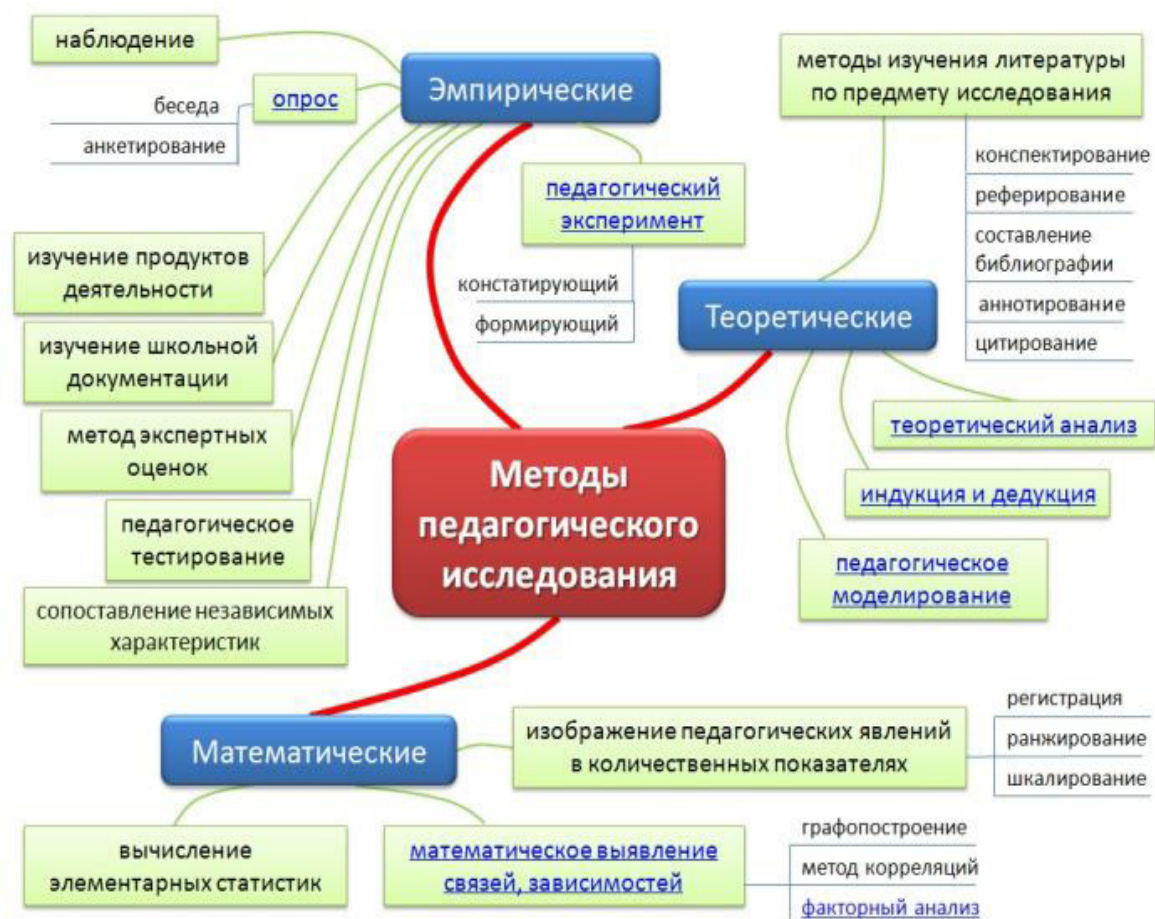 наблюдение
опрос
беседа
анкетирование
Эмпирические
педагогический
эксперимент
констатирующий
формирующий
изучение продуктов
деятельности
изучение школьной
документации
метод экспертных
оценок
педагогическое
тестирование
сопоставление независимых
характеристик
методы изучения литературы
по предмету исследования
конспектирование
реферирование
составление
библиографии
аннотирование
цитирование
Теоретические
теоретический анализ
индукция и дедукция
педагогическое
моделирование
Методы
педагогического
исследования
Математические
изображение педагогических явлений
в количественных показателях
регистрация
ранжирование
шкалирование
вычисление
элементарных статистик
математическое выявление
связей, зависимостей
графопостроение
метод корреляций
факторный анализ